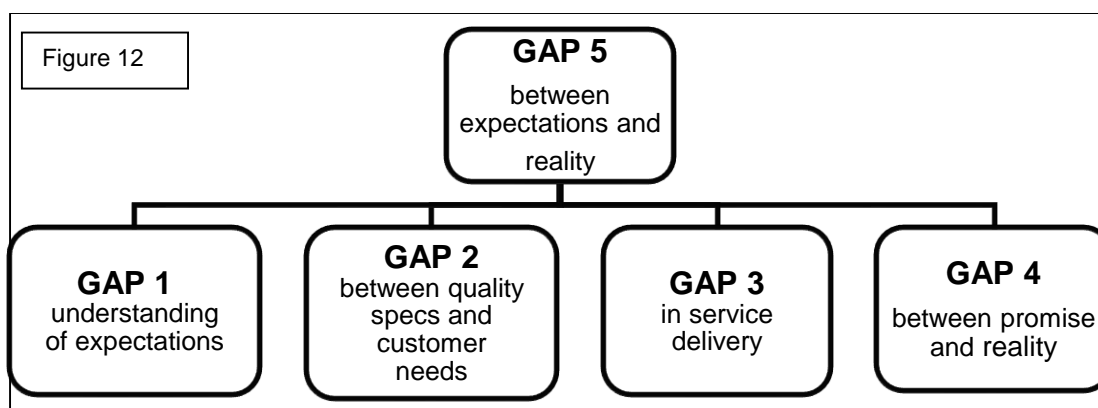 Figure 12
GAP 5
between
expectations and
reality
GAP 1
understanding
of expectations
GAP 2
between quality
specs and
customer
needs
GAP 3
in service
delivery
GAP 4
between promise
and reality